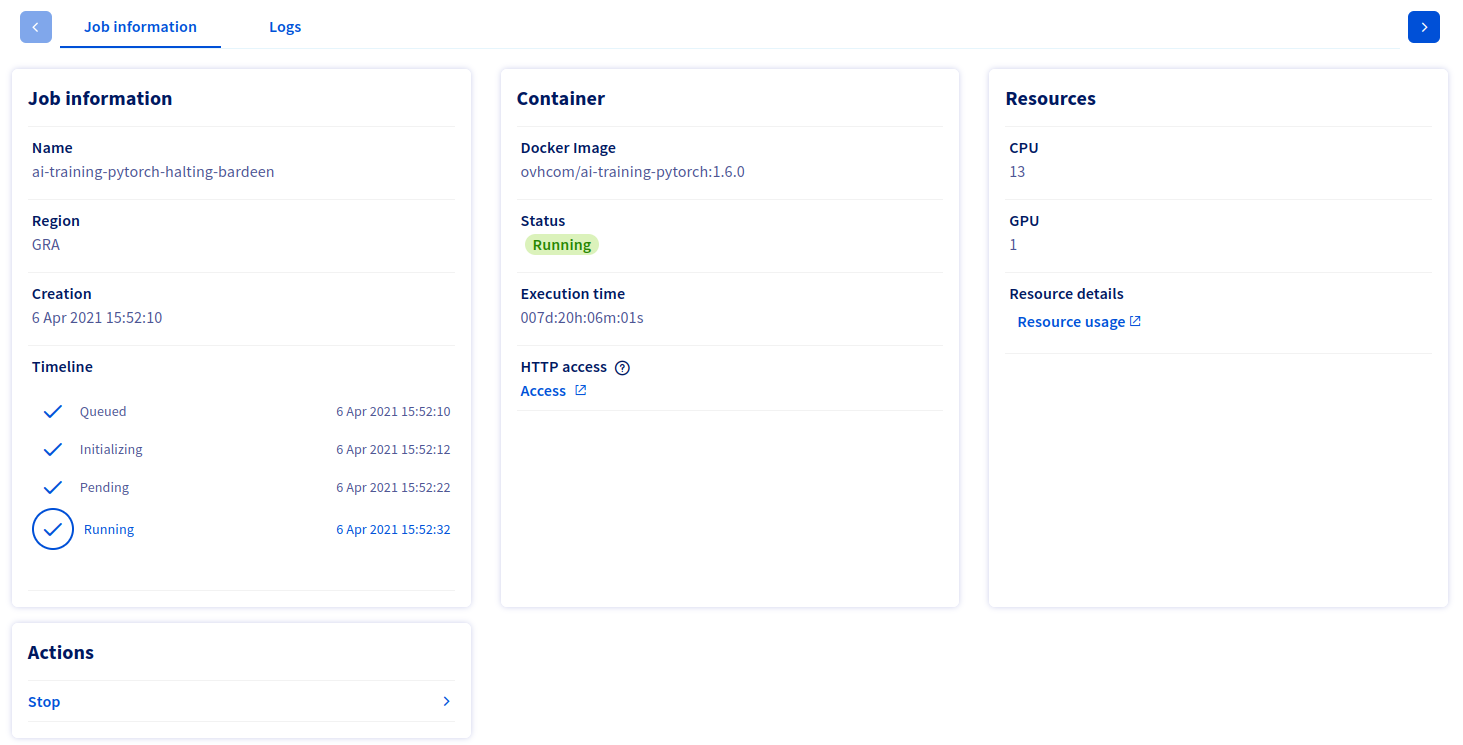 Job information
Logs
Job information
Name
ai-training-pytorch-halting-bardeen
Region
GRA
Creation
6 Apr 2021 15:52:10
Timeline
Queued 6 Apr 2021 15:52:10
Initializing 6 Apr 2021 15:52:12
Pending 6 Apr 2021 15:52:22
Running 6 Apr 2021 15:52:32
Container
Docker Image
ovhcom/ai-training-pytorch:1.6.0
Status
Running
Execution time
007d:20h:06m:01s
HTTP access ?
Access
Resources
CPU
13
GPU
1
Resource details
Resource usage
Actions
Stop